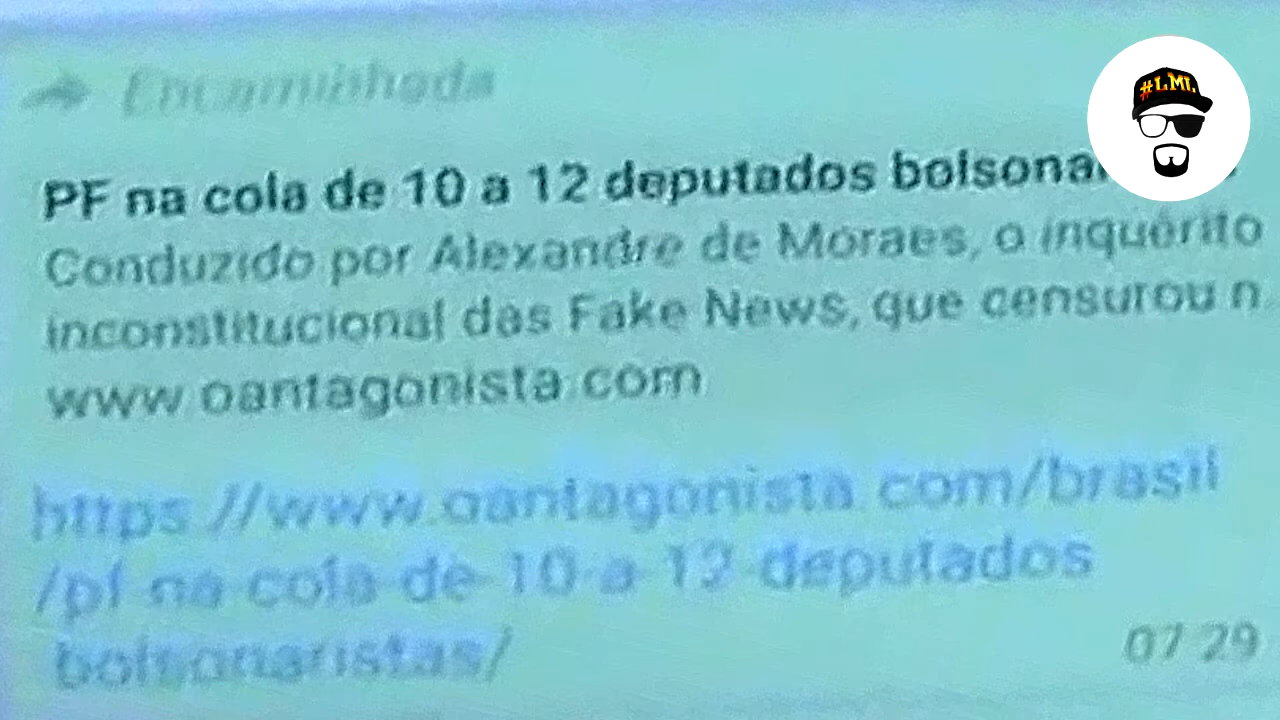 Encaminhada
#LML
PF na cola de 10 a 12 deputados bolsona
Conduzido por Alexandre de Moraes, o inquérito
inconstitucional das Fake News, que censurou n
www.oantagonista.com
https://www.oantagonista.com/brasil
/pf-na-cola-de-10-a-12-deputados-
bolsonaristas/
07:29